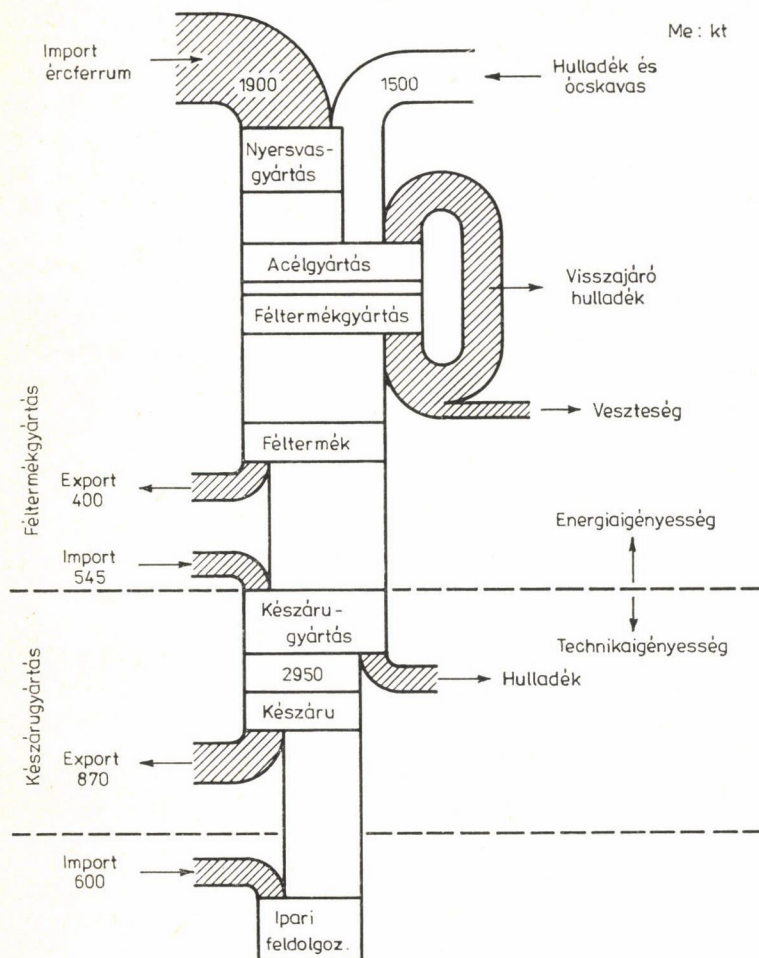 Me: kt
Import
ércferrum
1900
1500
Hulladék és
ócskavas
Nyersvas-
gyártás
Acélgyártás
Visszajáró
hulladék
Féltermékgyártás
Veszteség
Féltermék
Féltermékgyártás
Export
400
Energiaigényesség
Import
545
Készáru-
gyártás
Technikaigényesség
2950
Hulladék
Készáru
Készárugyártás
Export
870
Import
600
Ipari
feldolgoz.